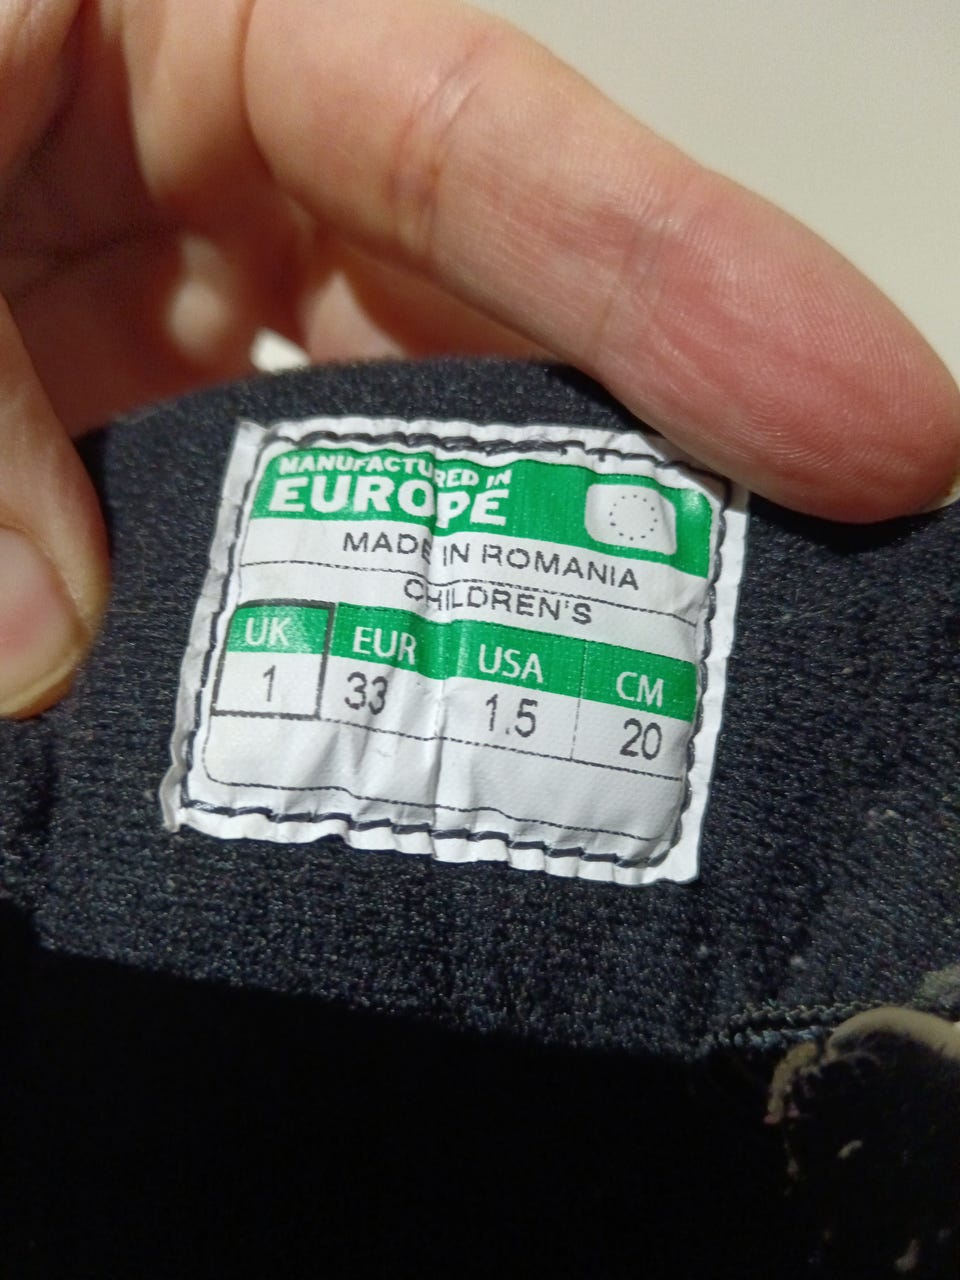 MANUFACTURED IN
EUROPE
MADE IN ROMANIA
CHILDREN'S
UK EUR USA CM
1 33 1.5 20